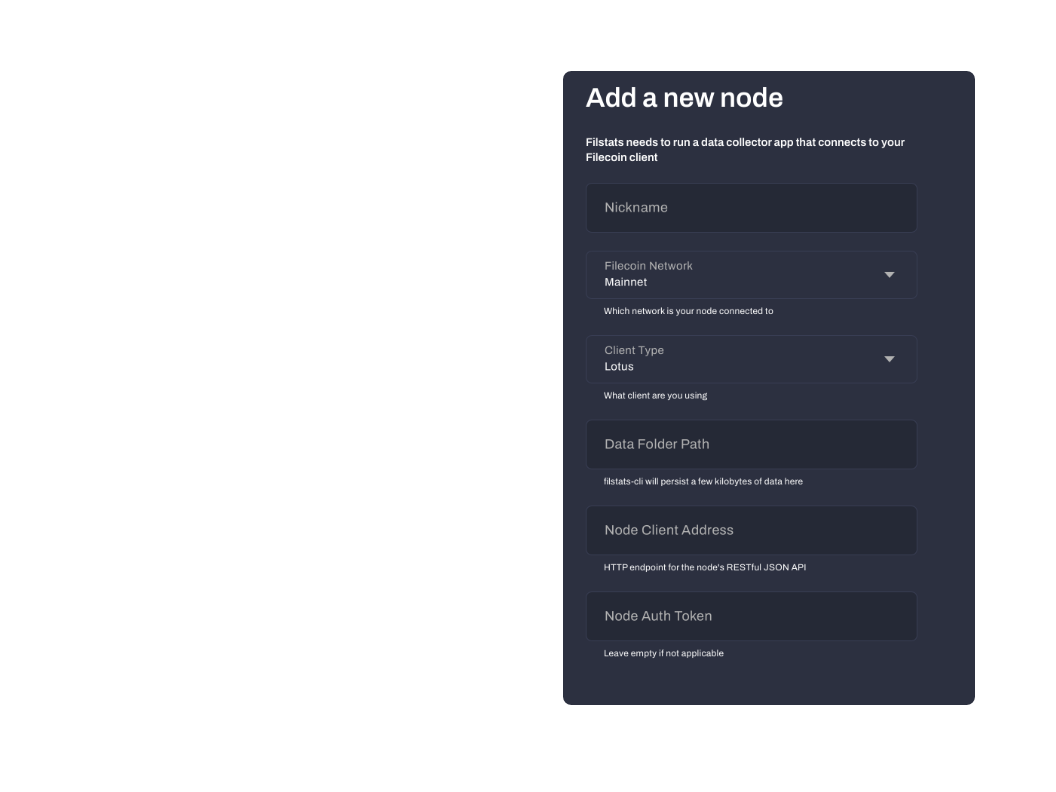 Add a new node
Filstats needs to run a data collector app that connects to your
Filecoin client
Nickname
Filecoin Network
Mainnet
Which network is your node connected to
Client Type
Lotus
What client are you using
Data Folder Path
filstats-cli will persist a few kilobytes of data here
Node Client Address
HTTP endpoint for the node's RESTful JSON API
Node Auth Token
Leave empty if not applicable